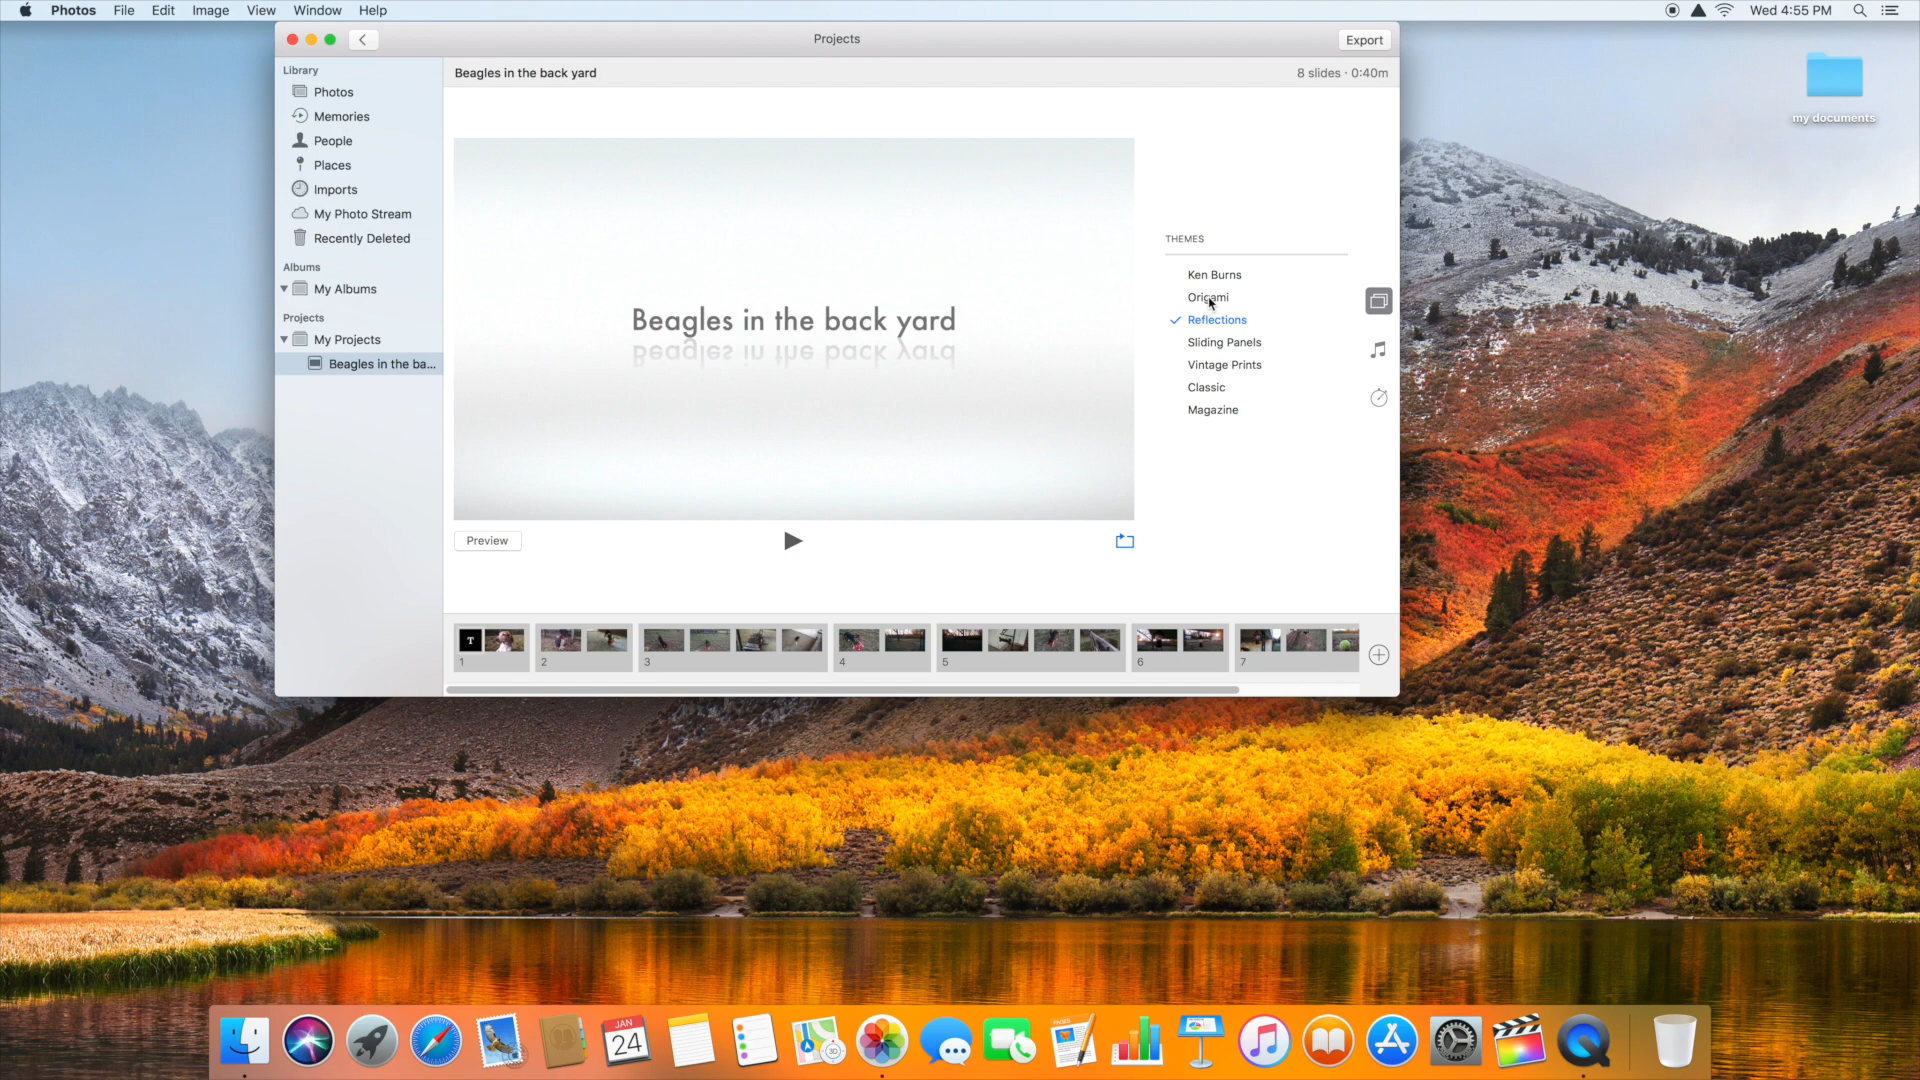 Photos File Edit Image View Window Help
Wed 4:55 PM
Projects
Export
Library
Photos
Memories
People
Places
Imports
My Photo Stream
Recently Deleted
Albums
My Albums
Projects
My Projects
Beagles in the ba...
Beagles in the back yard
8 slides · 0:40m
Beagles in the back yard
THEMES
Ken Burns
Origami
Reflections
Sliding Panels
Vintage Prints
Classic
Magazine
Preview
T
1 2 3 4 5 6 7
my documents
JAN
24
3D